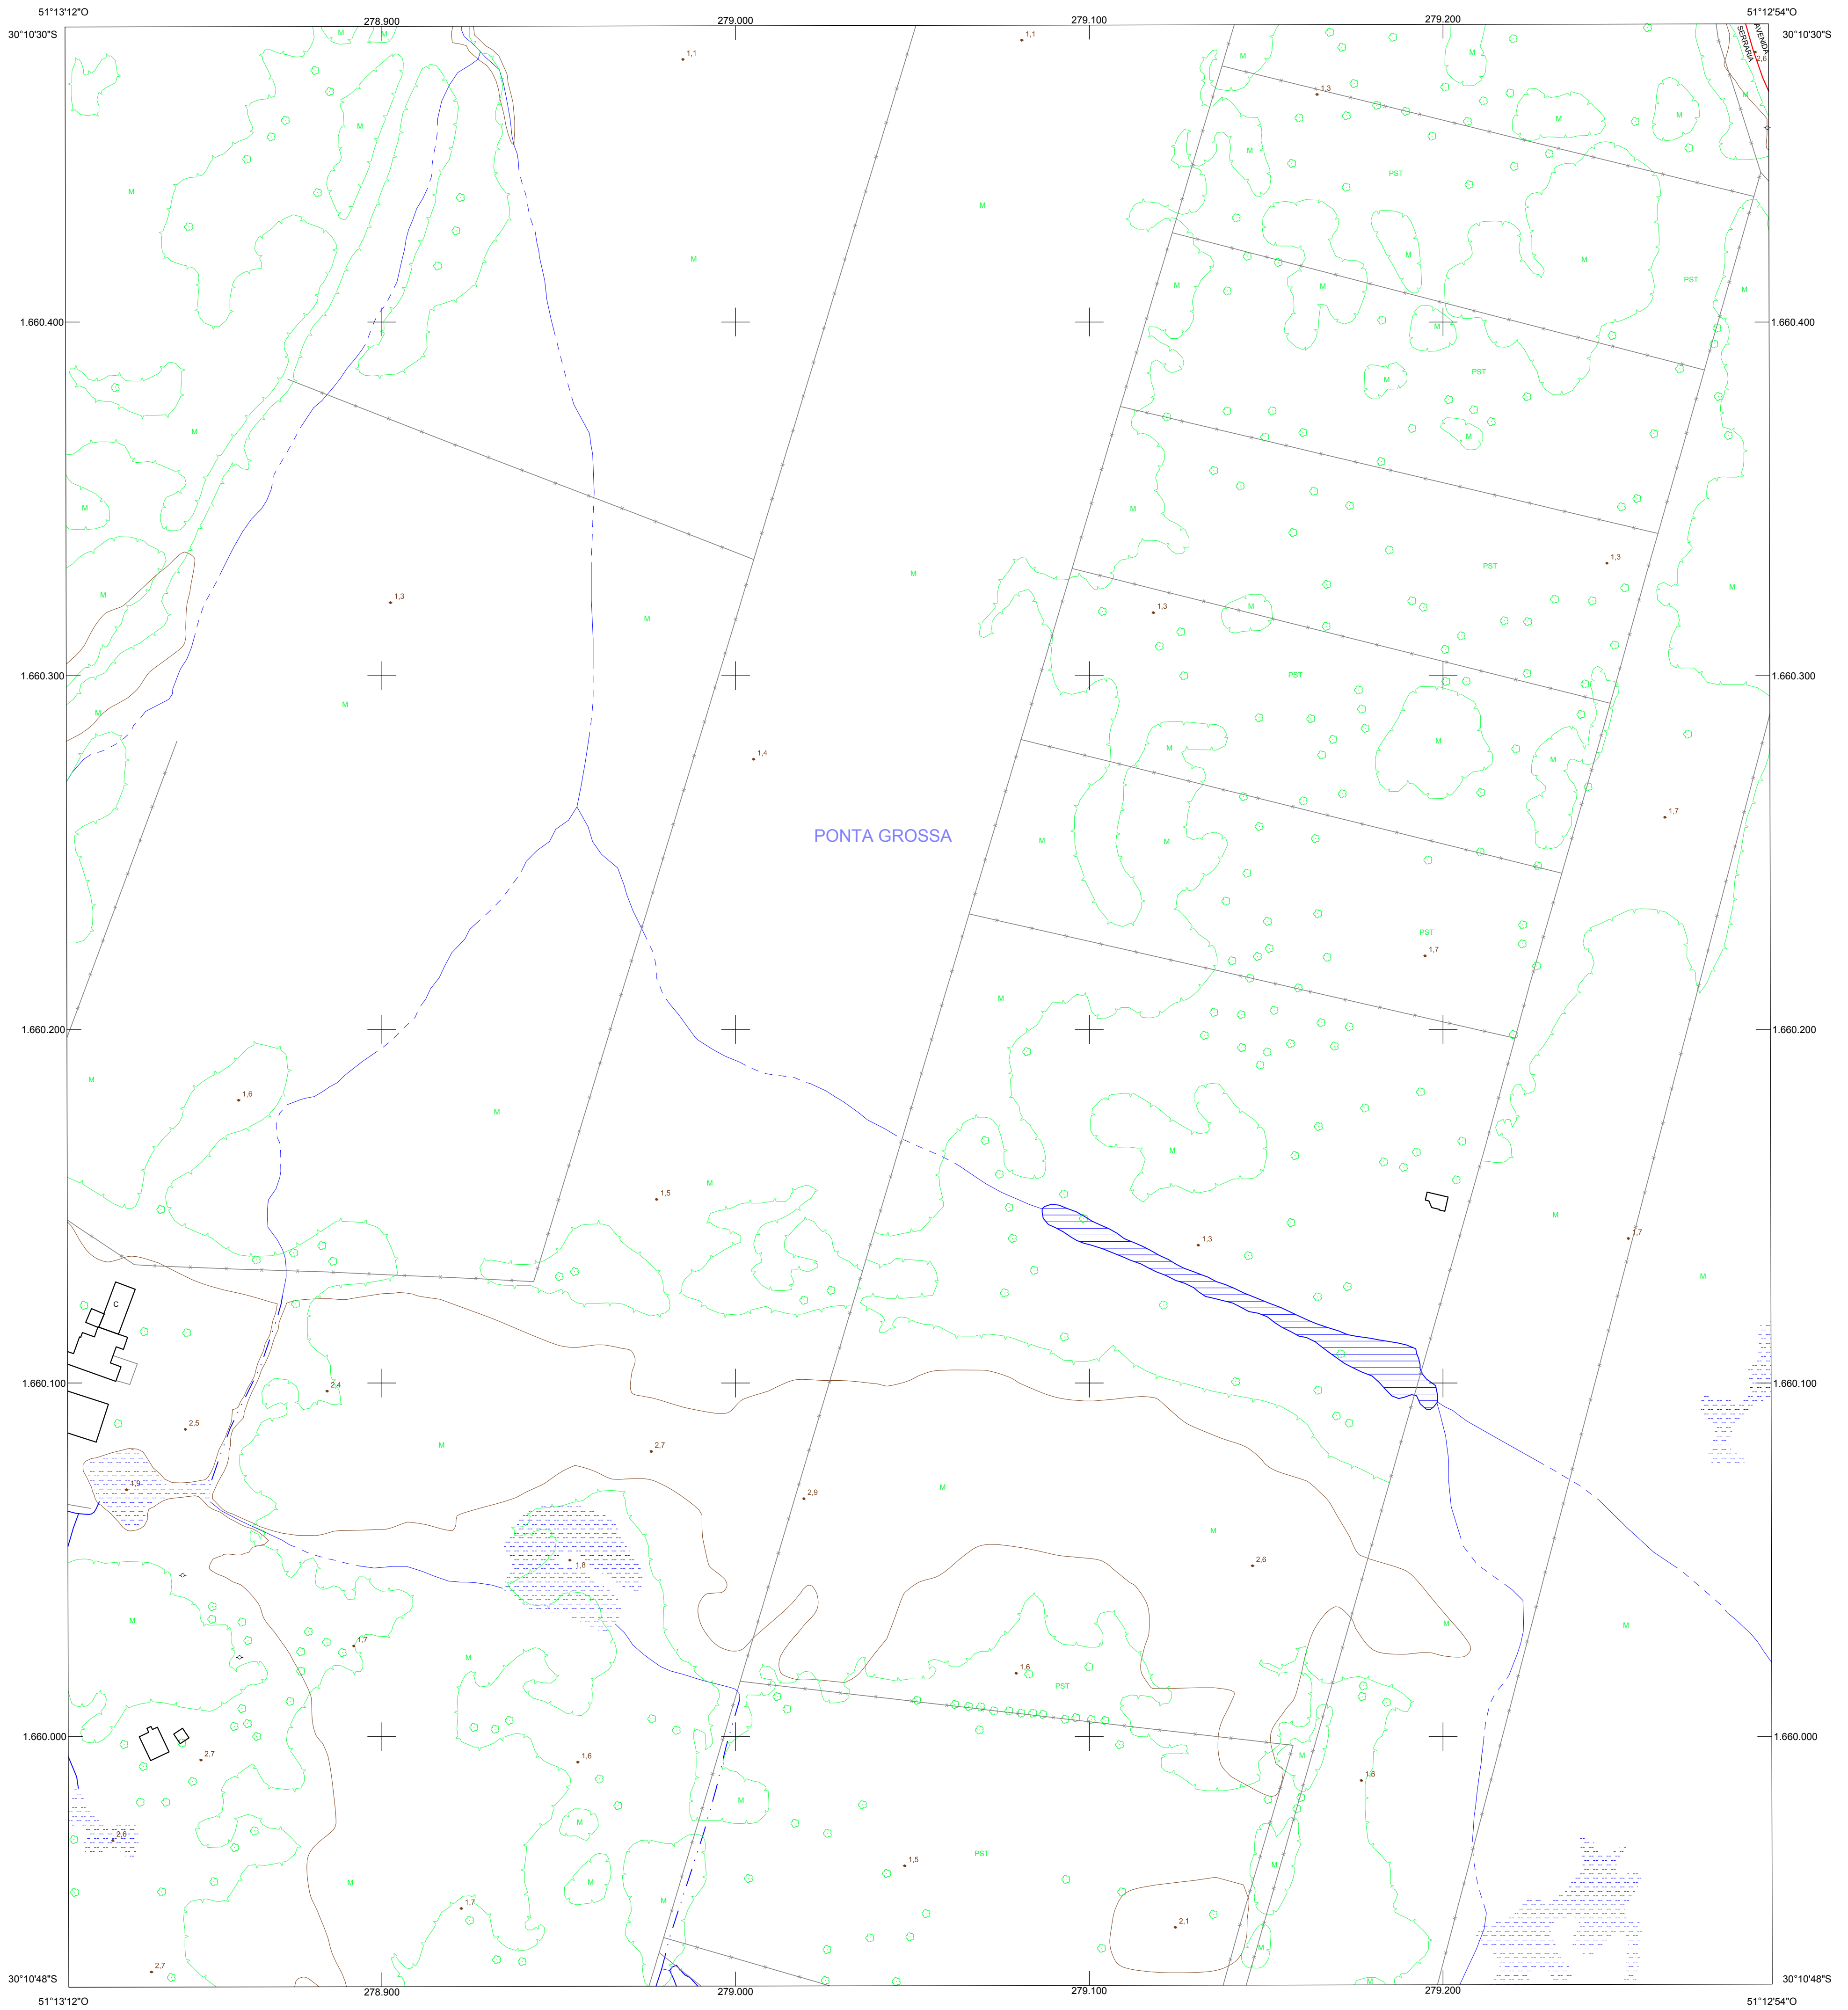 51°13'12"O 51°12'54"O
278.900 279.000 279.100 279.200
30°10'30"S 30°10'30"S
AVENIDA
SERRARIA
2,6
M M
1,1 1,1
M M
M
1,3
M
M M M
M
PST
M
M
M
M M
PST
M
M
M
M
1.660.400 1.660.400
M
PST
M
M
M
M
M
1,3
PST
M
M
M
1,3 1,3
M
M
1.660.300 1.660.300
PST
M
M
M
M
1,4
M
1,7
PONTA GROSSA
M M
PST
1,7
M
1.660.200 1.660.200
M
1,6
M
M
M
1,5
M
1,3
1,7
M
C
1.660.100 1.660.100
2,4
2,5
M
2,7
1,9
M
2,9
M
1,8
2,6
M
M
M
1,7
M
1,6
PST
1.660.000 1.660.000
2,7
1,6
M
1,6
M
M
2,6
PST
1,5
M
M
M
M
1,7
2,1
M
2,7
M
30°10'48"S 30°10'48"S
278.900 279.000 279.100 279.200
51°13'12"O 51°12'54"O